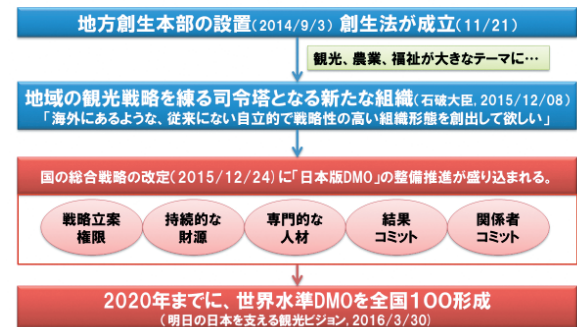 地方創生本部の設置(2014/9/3) 創生法が成立(11/21)
観光、農業、福祉が大きなテーマに…
地域の観光戦略を練る司令塔となる新たな組織(石破大臣,2015/12/08)
「海外にあるような、従来にない自立的で戦略性の高い組織形態を創出して欲しい」
国の総合戦略の改定(2015/12/24)に「日本版DMO」の整備推進が盛り込まれる。
戦略立案
権限
持続的な
財源
専門的な
人材
結果
コミット
関係者
コミット
2020年までに、世界水準DMOを全国100形成
(明日の日本を支える観光ビジョン,2016/3/30)